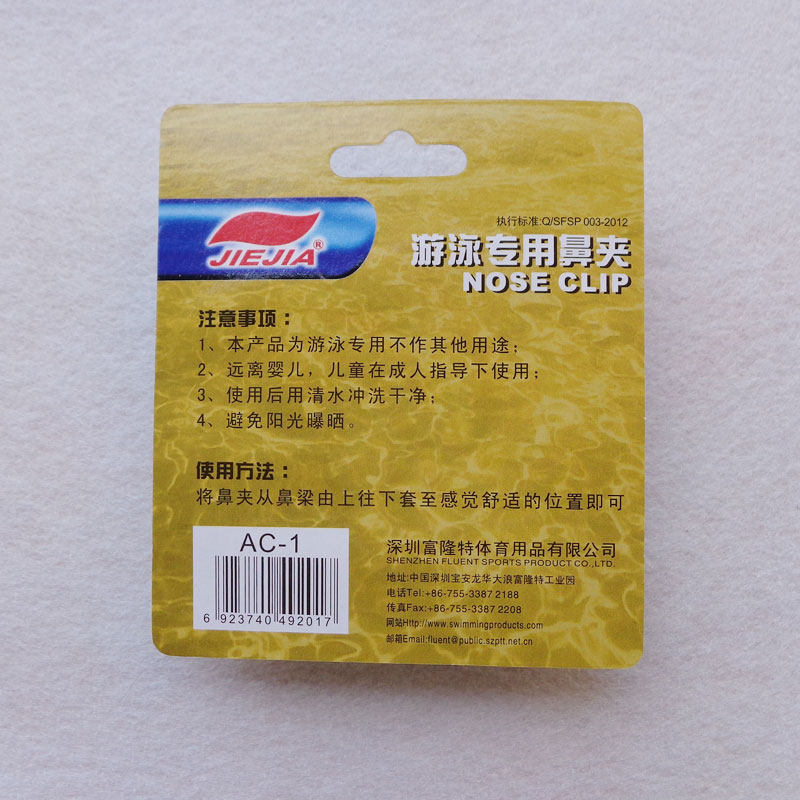 执行标准:Q/SFSP 003-2012
JIEJIA®
游泳专用鼻夹
NOSE CLIP
注意事项：
1、本产品为游泳专用不作其他用途；
2、远离婴儿，儿童在成人指导下使用；
3、使用后用清水冲洗干净；
4、避免阳光曝晒。
使用方法：
将鼻夹从鼻梁由上往下套至感觉舒适的位置即可
AC-1
6 923740 492017
深圳富隆特体育用品有限公司
SHENZHEN FLUENT SPORTS PRODUCT CO.,LTD.
地址:中国深圳宝安龙华大浪富隆特工业园
电话Tel:+86-755-3387 2188
传真Fax:+86-755-3387 2208
网站Http://www.swimmingproducts.com
邮箱Email:fluent@public.szptt.net.cn